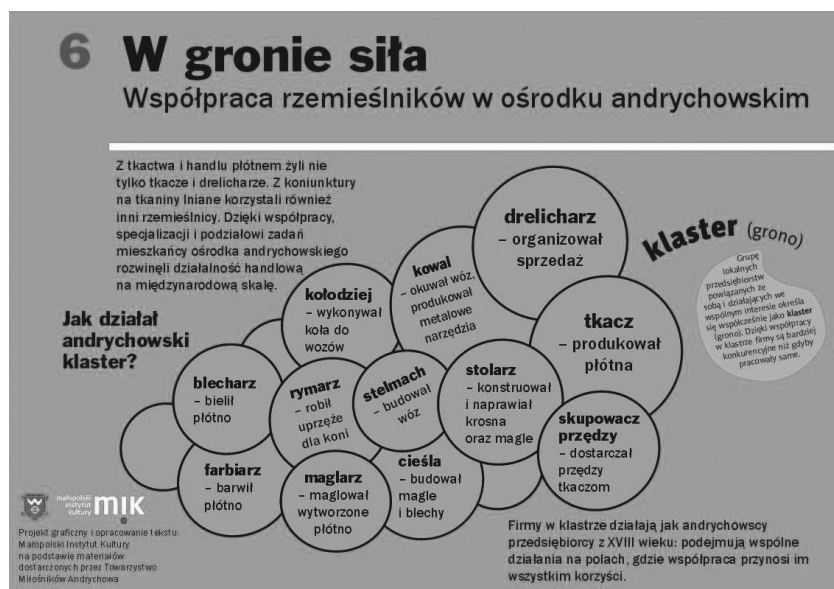 6 W gronie siła
Współpraca rzemieślników w ośrodku andrychowskim
Z tkactwa i handlu płótnem żyli nie
tylko tkacze i drelicharze. Z koniunktury
na tkaniny lniane korzystali również
inni rzemieślnicy. Dzięki współpracy,
specjalizacji i podziałowi zadań
mieszkańcy ośrodka andrychowskiego
rozwinęli działalność handlową
na międzynarodową skalę.
Jak działał
andrychowski
klaster?
drelicharz
– organizował
sprzedaż
kowal
– okuwał wóz,
produkował
metalowe
narzędzia
kołodziej
– wykonywał
koła do
wozów
tkacz
– produkował
płótna
blecharz
– bielił
płótno
rymarz
– robił
uprzęże
dla koni
stelmach
– budował
wóz
stolarz
– konstruował
i naprawiał
krosna
oraz magle
skupowacz
przędzy
– dostarczał
przędzy
tkaczom
farbiarz
– barwił
płótno
maglarz
– maglował
wytworzone
płótno
cieśla
– budował
magle
i blechy
klaster (grono)
Grupę
lokalnych
przedsiębiorstw
powiązanych ze
sobą i działających we
wspólnym interesie określa
się współcześnie jako klaster
(grono). Dzięki współpracy
w klastrze firmy są bardziej
konkurencyjne niż gdyby
pracowały same.
małopolski
instytut
kultury
mik
Projekt graficzny i opracowanie tekstu:
Małopolski Instytut Kultury
na podstawie materiałów
dostarczonych przez Towarzystwo
Miłośników Andrychowa
Firmy w klastrze działają jak andrychowscy
przedsiębiorcy z XVIII wieku: podejmują wspólne
działania na polach, gdzie współpraca przynosi im
wszystkim korzyści.